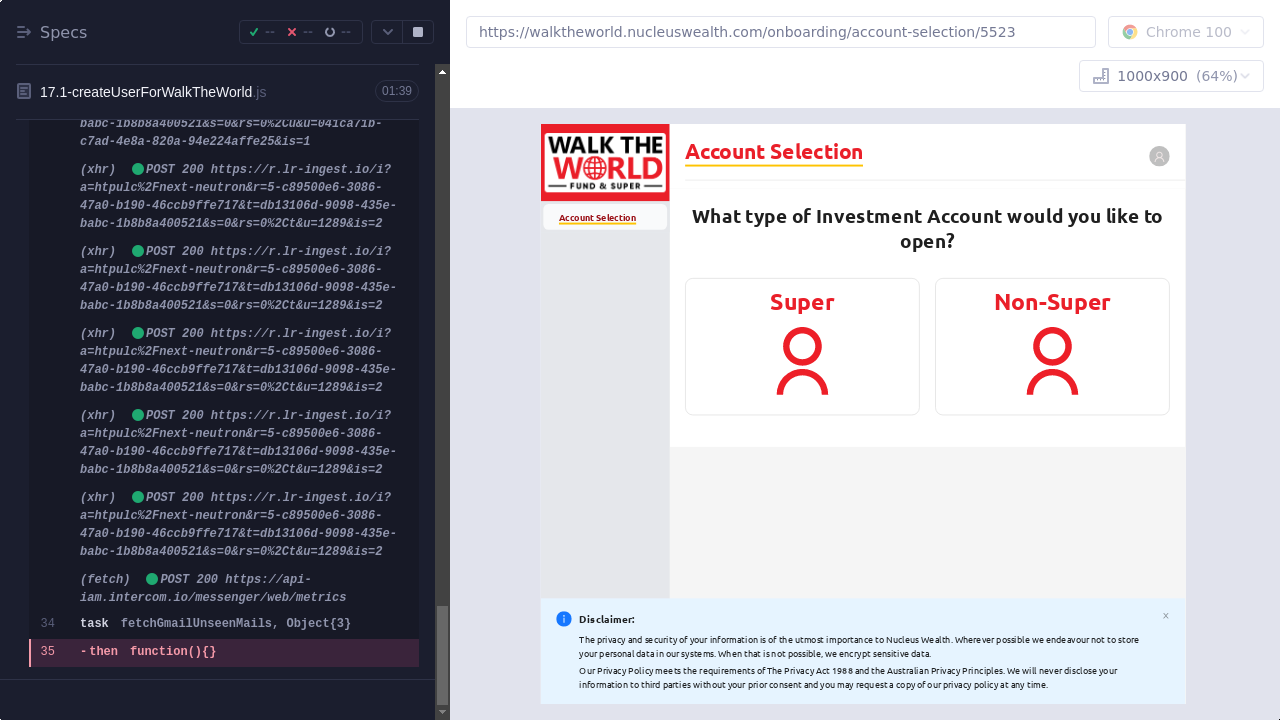 Specs
--
--
--
17.1-createUserForWalkTheWorld.js
01:39
babc-1b8b8a400521&s=0&rs=0%2Cu&u=041ca71b-
c7ad-4e8a-820a-94e224affe25&is=1
(xhr) POST 200 https://r.lr-ingest.io/i?
a=htpulc%2Fnext-neutron&r=5-c89500e6-3086-
47a0-b190-46ccb9ffe717&t=db13106d-9098-435e-
babc-1b8b8a400521&s=0&rs=0%2Ct&u=1289&is=2
(xhr) POST 200 https://r.lr-ingest.io/i?
a=htpulc%2Fnext-neutron&r=5-c89500e6-3086-
47a0-b190-46ccb9ffe717&t=db13106d-9098-435e-
babc-1b8b8a400521&s=0&rs=0%2Ct&u=1289&is=2
(xhr) POST 200 https://r.lr-ingest.io/i?
a=htpulc%2Fnext-neutron&r=5-c89500e6-3086-
47a0-b190-46ccb9ffe717&t=db13106d-9098-435e-
babc-1b8b8a400521&s=0&rs=0%2Ct&u=1289&is=2
(xhr) POST 200 https://r.lr-ingest.io/i?
a=htpulc%2Fnext-neutron&r=5-c89500e6-3086-
47a0-b190-46ccb9ffe717&t=db13106d-9098-435e-
babc-1b8b8a400521&s=0&rs=0%2Ct&u=1289&is=2
(xhr) POST 200 https://r.lr-ingest.io/i?
a=htpulc%2Fnext-neutron&r=5-c89500e6-3086-
47a0-b190-46ccb9ffe717&t=db13106d-9098-435e-
babc-1b8b8a400521&s=0&rs=0%2Ct&u=1289&is=2
(fetch) POST 200 https://api-
iam.intercom.io/messenger/web/metrics
34 task fetchGmailUnseenMails, Object{3}
35 -then function(){}
https://walktheworld.nucleuswealth.com/onboarding/account-selection/5523
Chrome 100
1000x900 (64%)
WALK THE
WORLD
FUND & SUPER
Account Selection
Account Selection
What type of Investment Account would you like to
open?
Super
Non-Super
Disclaimer:
×
The privacy and security of your information is of the utmost importance to Nucleus Wealth. Wherever possible we endeavour not to store
your personal data in our systems. When that is not possible, we encrypt sensitive data.
Our Privacy Policy meets the requirements of The Privacy Act 1988 and the Australian Privacy Principles. We will never disclose your
information to third parties without your prior consent and you may request a copy of our privacy policy at any time.